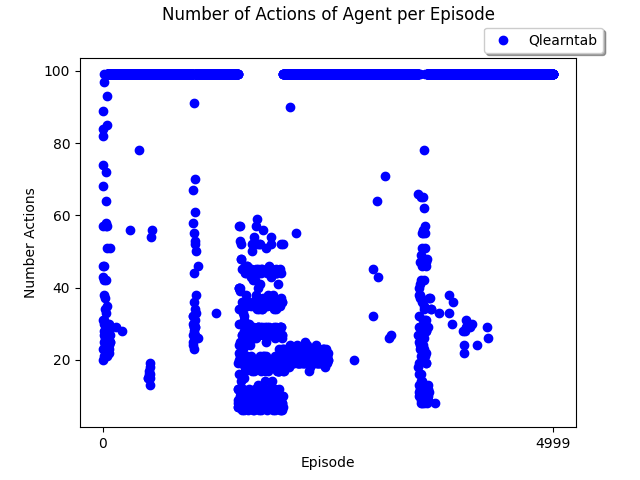 Number of Actions of Agent per Episode
Qlearntab
100
80
60
40
20
Number Actions
0
4999
Episode